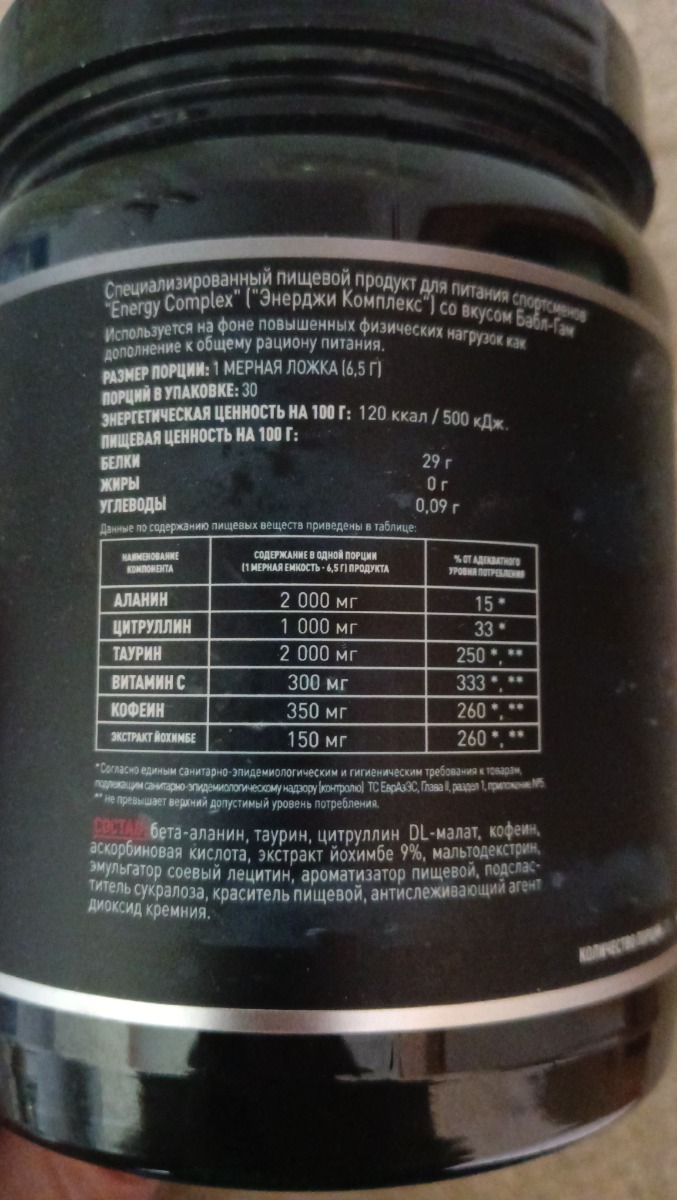 Специализированный пищевой продукт для питания спортсменов
"Energy Complex" ("Энерджи Комплекс") со вкусом Бабл-Гам
Используется на фоне повышенных физических нагрузок как
дополнение к общему рациону питания.
РАЗМЕР ПОРЦИИ: 1 МЕРНАЯ ЛОЖКА (6,5 Г)
ПОРЦИЙ В УПАКОВКЕ: 30
ЭНЕРГЕТИЧЕСКАЯ ЦЕННОСТЬ НА 100 Г: 120 ккал / 500 кДж.
ПИЩЕВАЯ ЦЕННОСТЬ НА 100 Г:
БЕЛКИ 29 г
ЖИРЫ 0 г
УГЛЕВОДЫ 0,09 г
Данные по содержанию пищевых веществ приведены в таблице:
НАИМЕНОВАНИЕ КОМПОНЕНТА СОДЕРЖАНИЕ В ОДНОЙ ПОРЦИИ (1 МЕРНАЯ ЕМКОСТЬ - 6,5 Г) ПРОДУКТА % ОТ АДЕКВАТНОГО УРОВНЯ ПОТРЕБЛЕНИЯ
АЛАНИН 2 000 мг 15 *
ЦИТРУЛЛИН 1 000 мг 33 *
ТАУРИН 2 000 мг 250 *, **
ВИТАМИН С 300 мг 333 *, **
КОФЕИН 350 мг 260 *, **
ЭКСТРАКТ ЙОХИМБЕ 150 мг 260 *, **
*Согласно единым санитарно-эпидемиологическим и гигиеническим требования к товарам,
подлежащим санитарно-эпидемиологическому надзору (контролю) ТС ЕврАзЭС, Глава II, раздел 1, приложение №5.
** не превышает верхний допустимый уровень потребления.
СОСТАВ: бета-аланин, таурин, цитруллин DL-малат, кофеин,
аскорбиновая кислота, экстракт йохимбе 9%, мальтодекстрин,
эмульгатор соевый лецитин, ароматизатор пищевой, подслас-
титель сукралоза, краситель пищевой, антислеживающий агент
диоксид кремния.
КОЛИЧЕСТВО